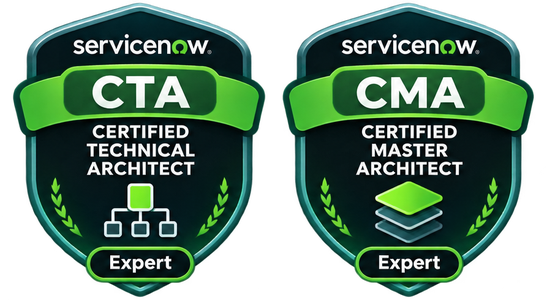 servicenow®
CTA
CERTIFIED
TECHNICAL
ARCHITECT
Expert
servicenow®
CMA
CERTIFIED
MASTER
ARCHITECT
Expert